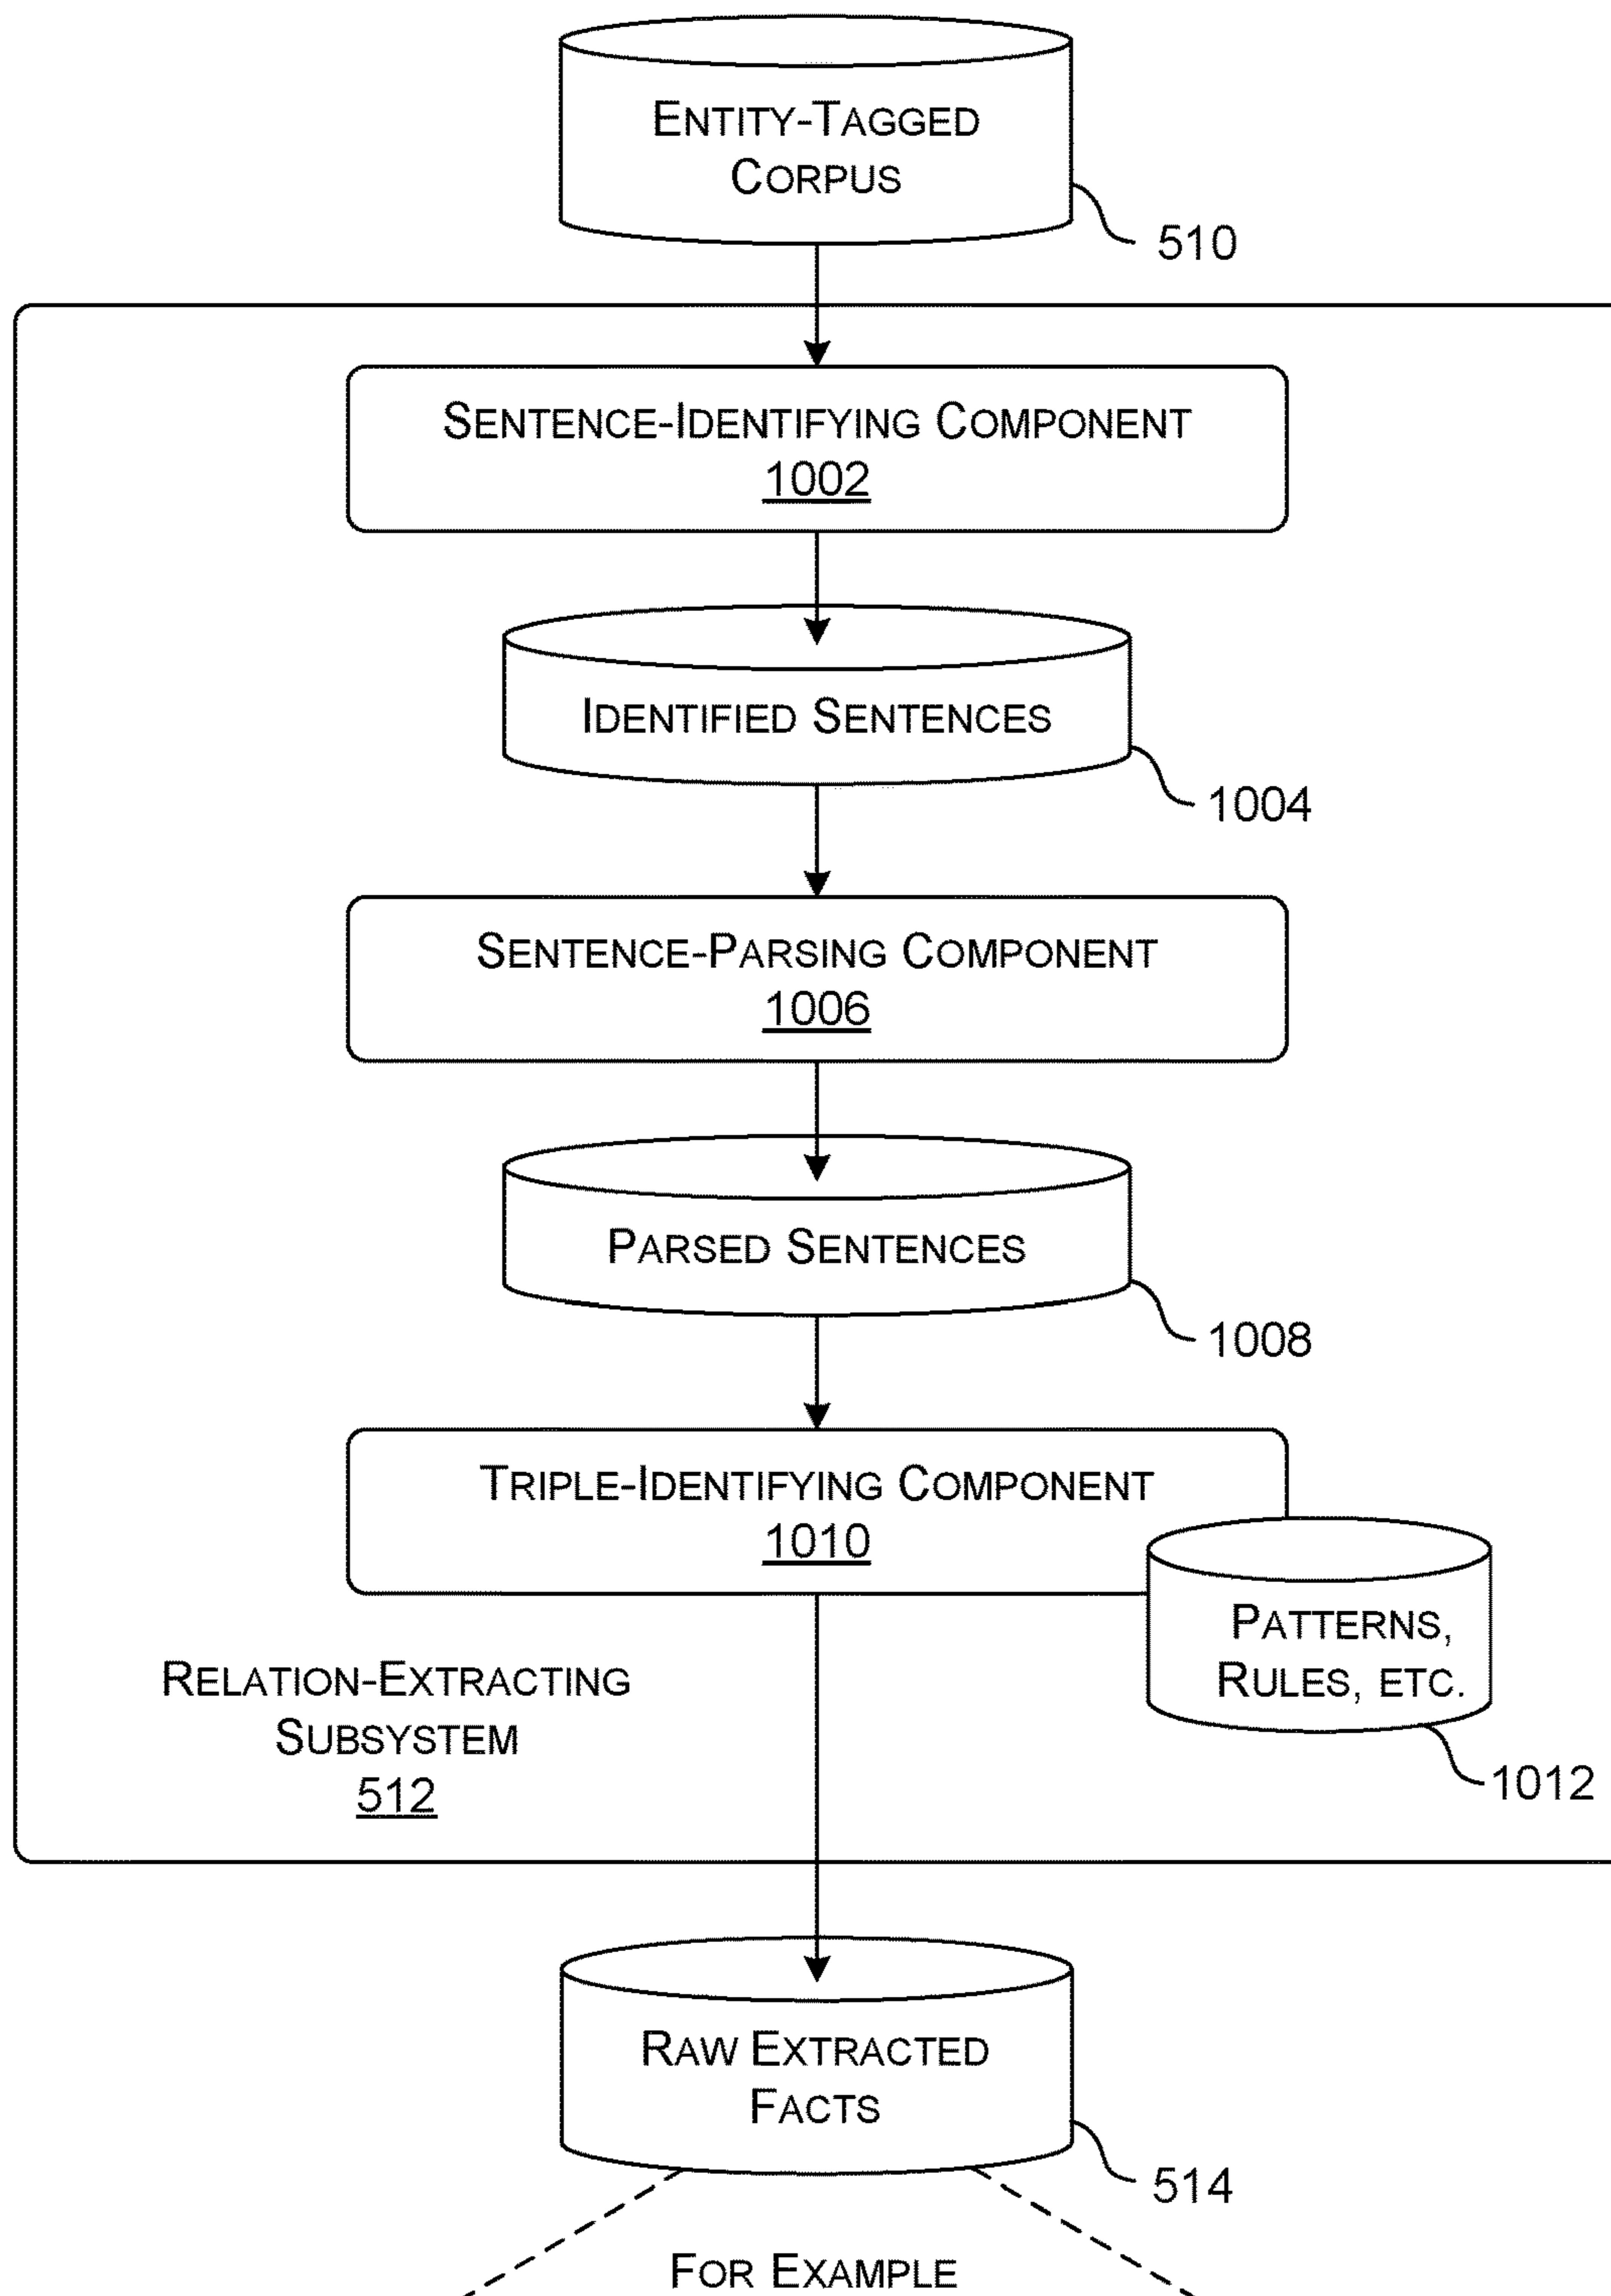 ENTITY-TAGGED
CORPUS
510
SENTENCE-IDENTIFYING COMPONENT
1002
IDENTIFIED SENTENCES
1004
SENTENCE-PARSING COMPONENT
1006
PARSED SENTENCES
1008
TRIPLE-IDENTIFYING COMPONENT
1010
PATTERNS,
RULES, ETC.
1012
RELATION-EXTRACTING
SUBSYSTEM
512
RAW EXTRACTED
FACTS
514
FOR EXAMPLE